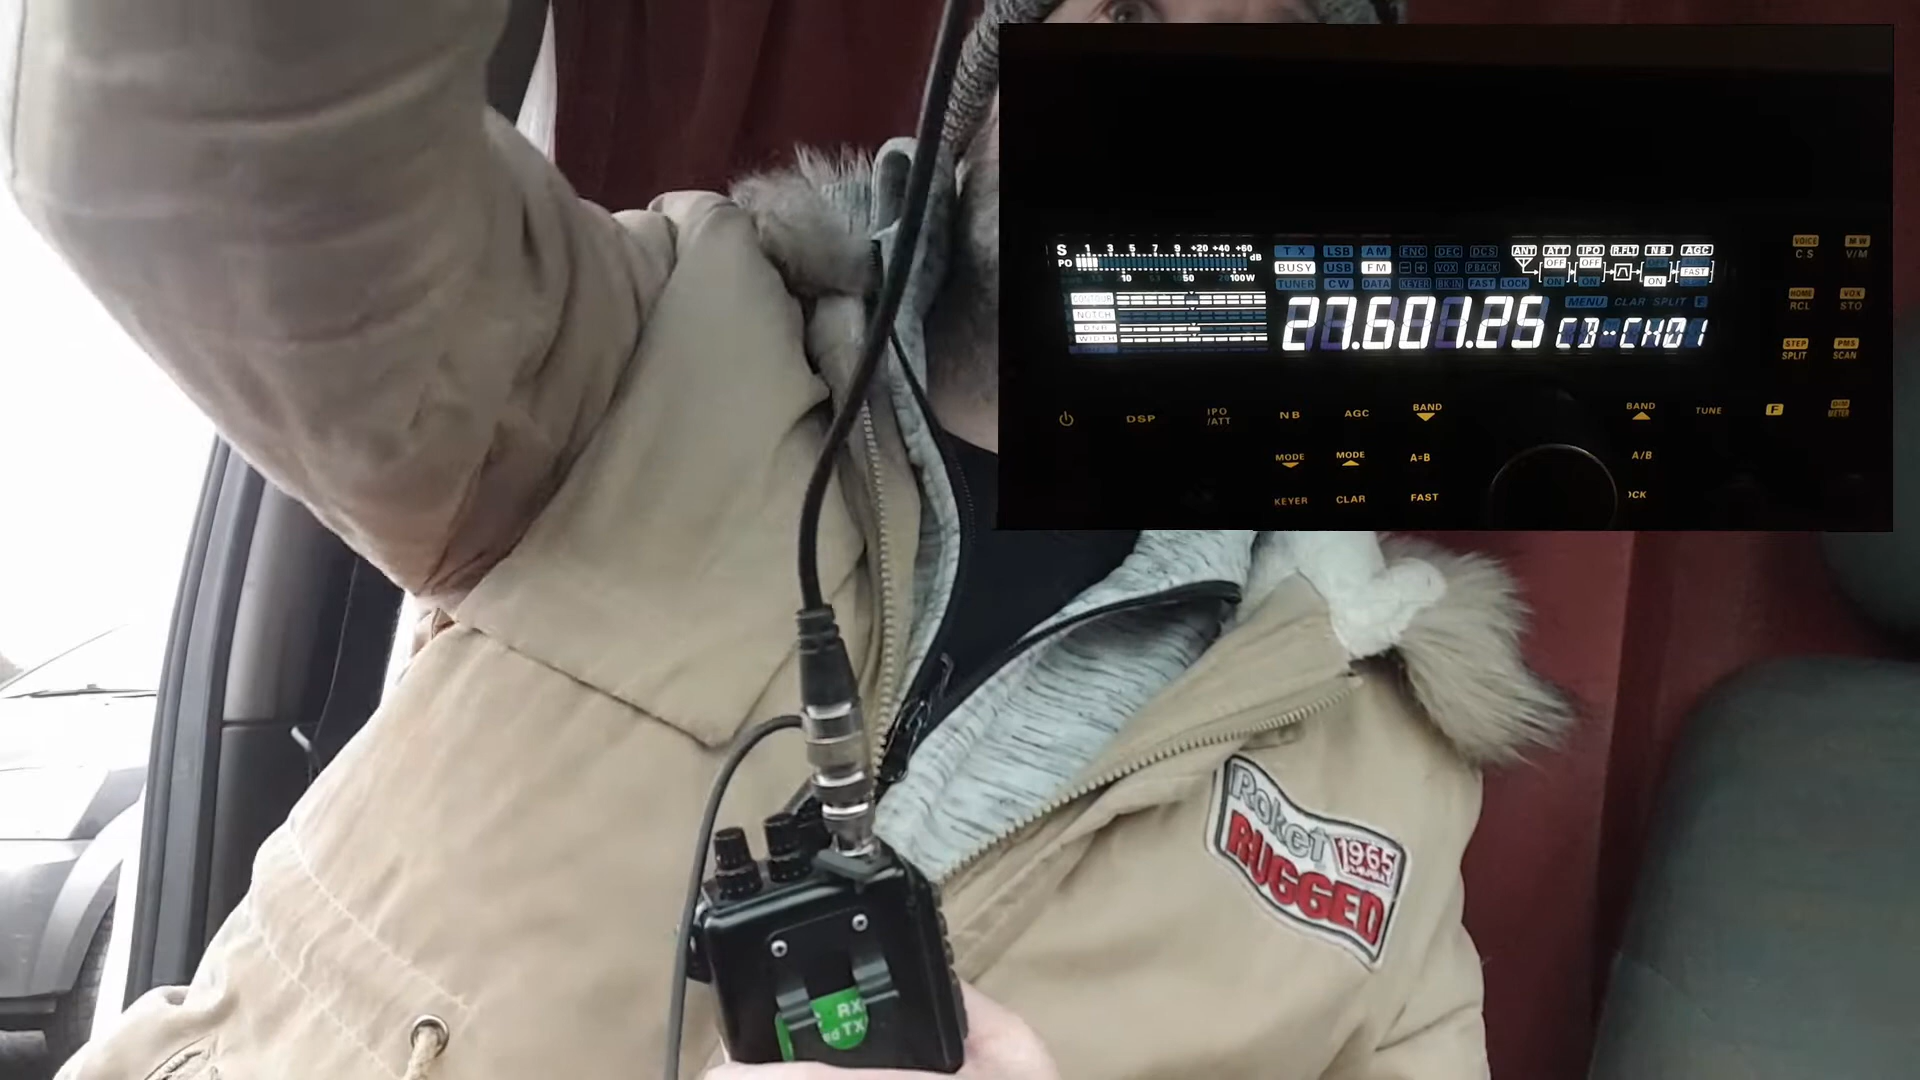 S 1 3 5 7 9 +20 +40 +60 dB
PO 10 50 100 W
CONTOUR
NOTCH
DNR
WIDTH
TX LSB AM ENC DEC DCS
BUSY USB FM - + VOX P.BACK
TUNER CW DATA KEYER BK-IN FAST LOCK
ANT ATT IPO R.FLT NB AGC
OFF OFF FAST
ON ON ON
MENU CLAR SPLIT F
27.601.25 CB-CH01
VOICE MW
C.S V/M
HOME VOX
RCL STO
STEP PMS
SPLIT SCAN
DSP IPO/ATT NB AGC BAND BAND TUNE F DIM
METER
MODE MODE A=B A/B
KEYER CLAR FAST OCK
Roket
1965
RUGGED
RX
ed TX